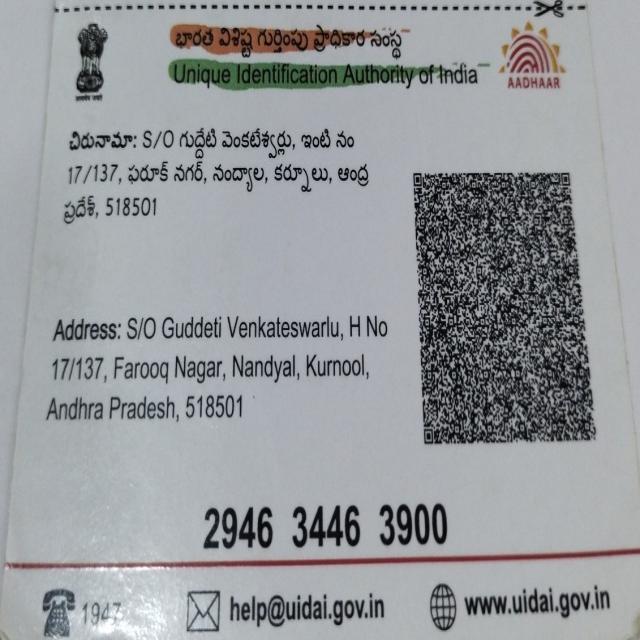 భారత విశిష్ట గుర్తింపు ప్రాధికార సంస్థ
Unique Identification Authority of India
AADHAAR
చిరునామా: S/O గుద్దేటి వెంకటేశ్వర్లు, ఇంటి నం
17/137, ఫరూక్ నగర్, నంద్యాల, కర్నూలు, ఆంధ్ర
ప్రదేశ్, 518501
Address: S/O Guddeti Venkateswarlu, H No
17/137, Farooq Nagar, Nandyal, Kurnool,
Andhra Pradesh, 518501
2946 3446 3900
1947 help@uidai.gov.in www.uidai.gov.in